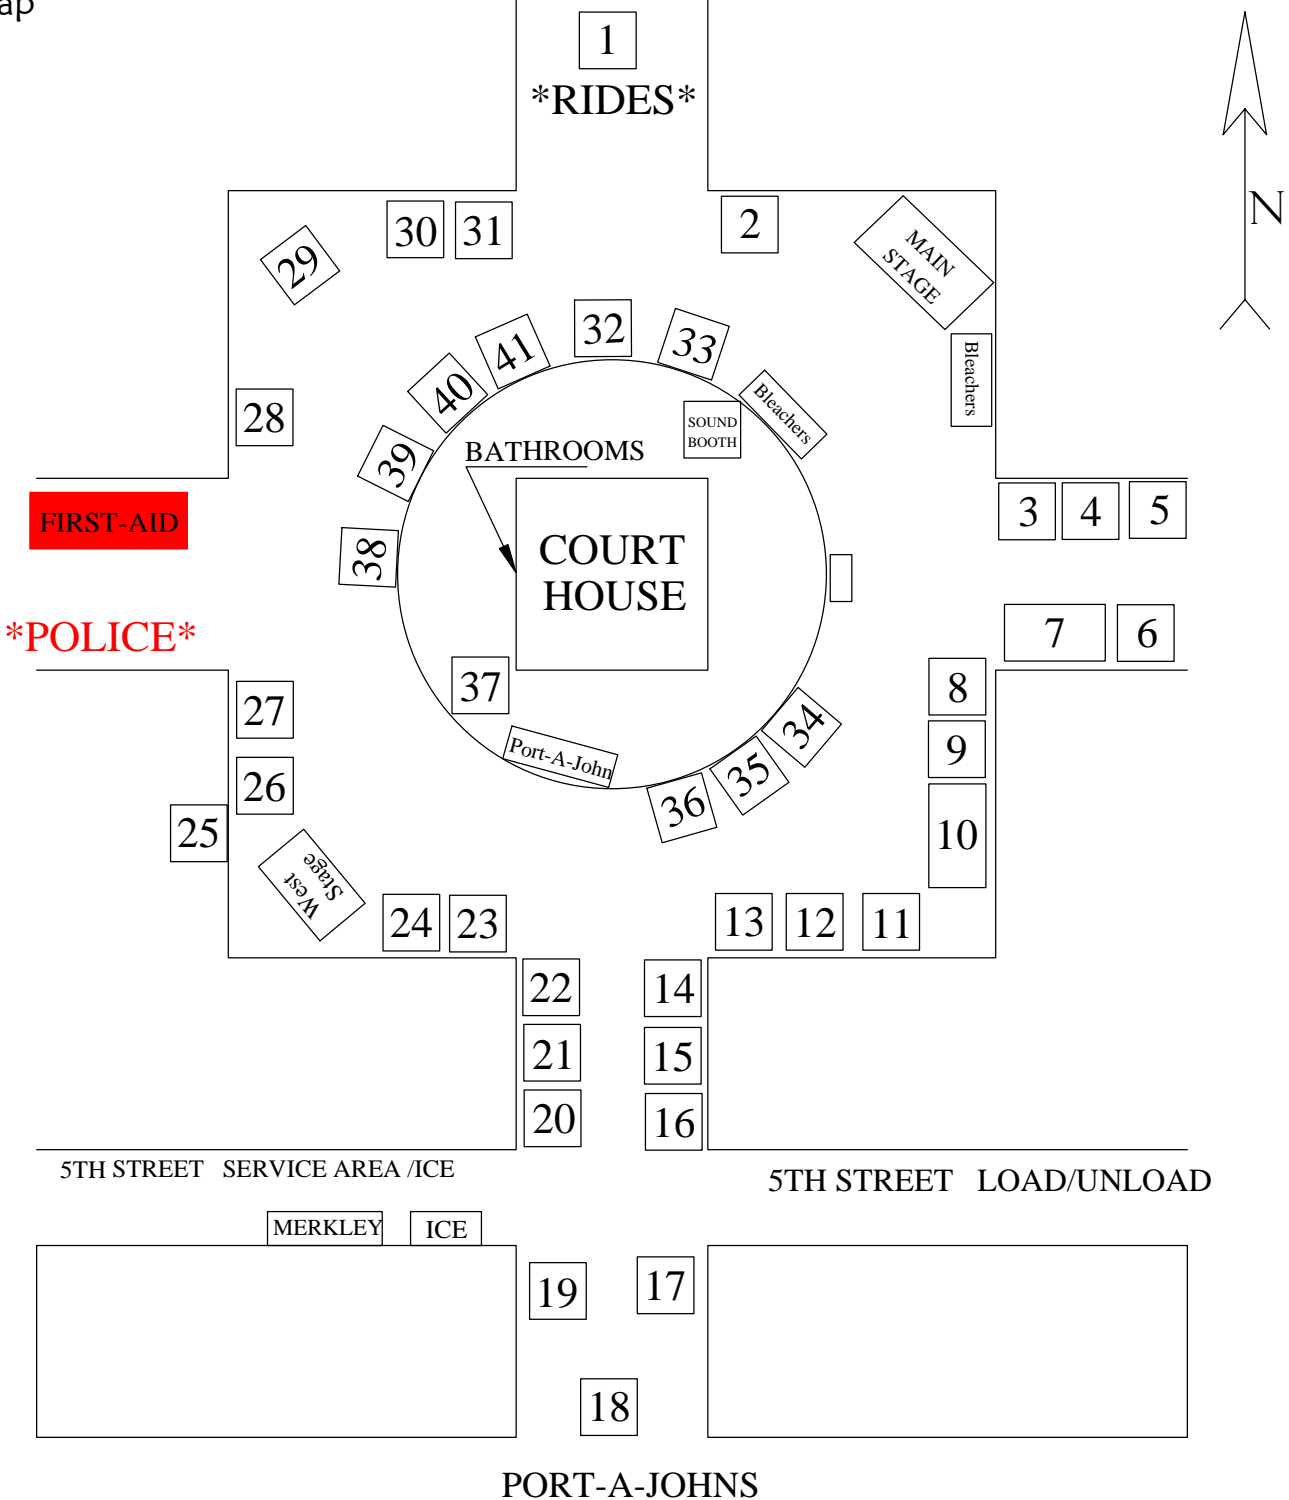 ap
1
*RIDES*
N
30
31
2
29
MAIN
STAGE
32
33
41
40
Bleachers
Bleachers
28
39
SOUND
BOOTH
BATHROOMS
FIRST-AID
3
4
5
38
COURT
HOUSE
*POLICE*
7
6
37
8
27
34
9
Port-A-John
35
26
36
25
10
West
Stage
24
23
13
12
11
22
14
21
15
20
16
5TH STREET SERVICE AREA /ICE
5TH STREET LOAD/UNLOAD
MERKLEY
ICE
19
17
18
PORT-A-JOHNS